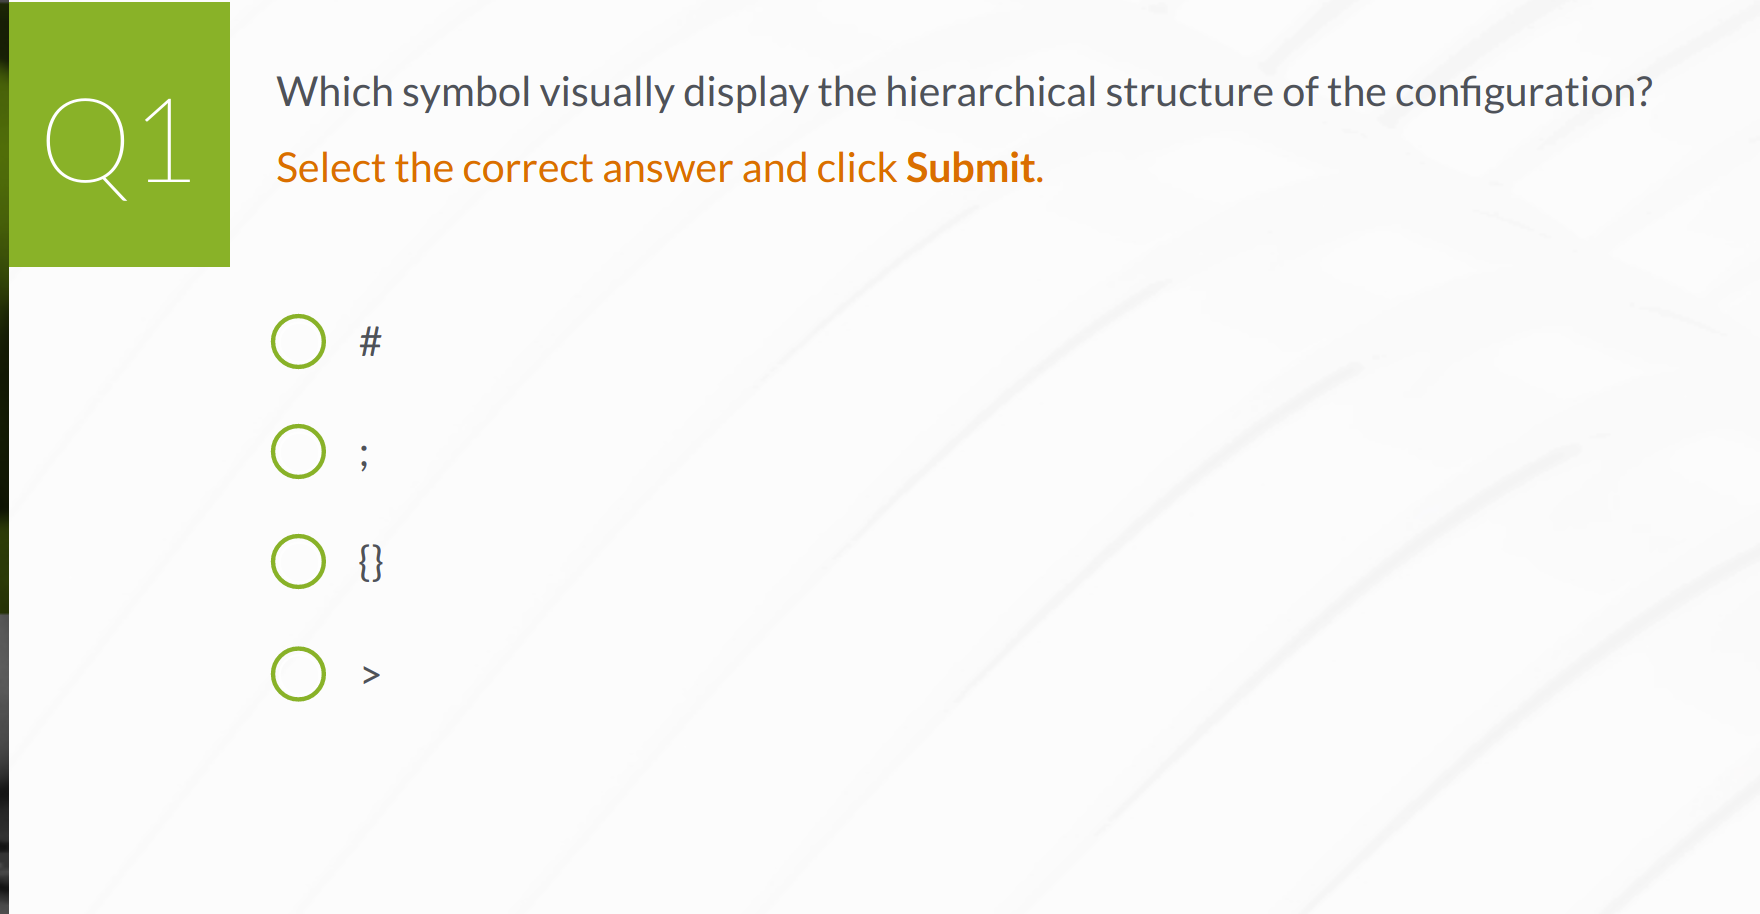 Q1
Which symbol visually display the hierarchical structure of the configuration?
Select the correct answer and click Submit.
#
;
{}
>